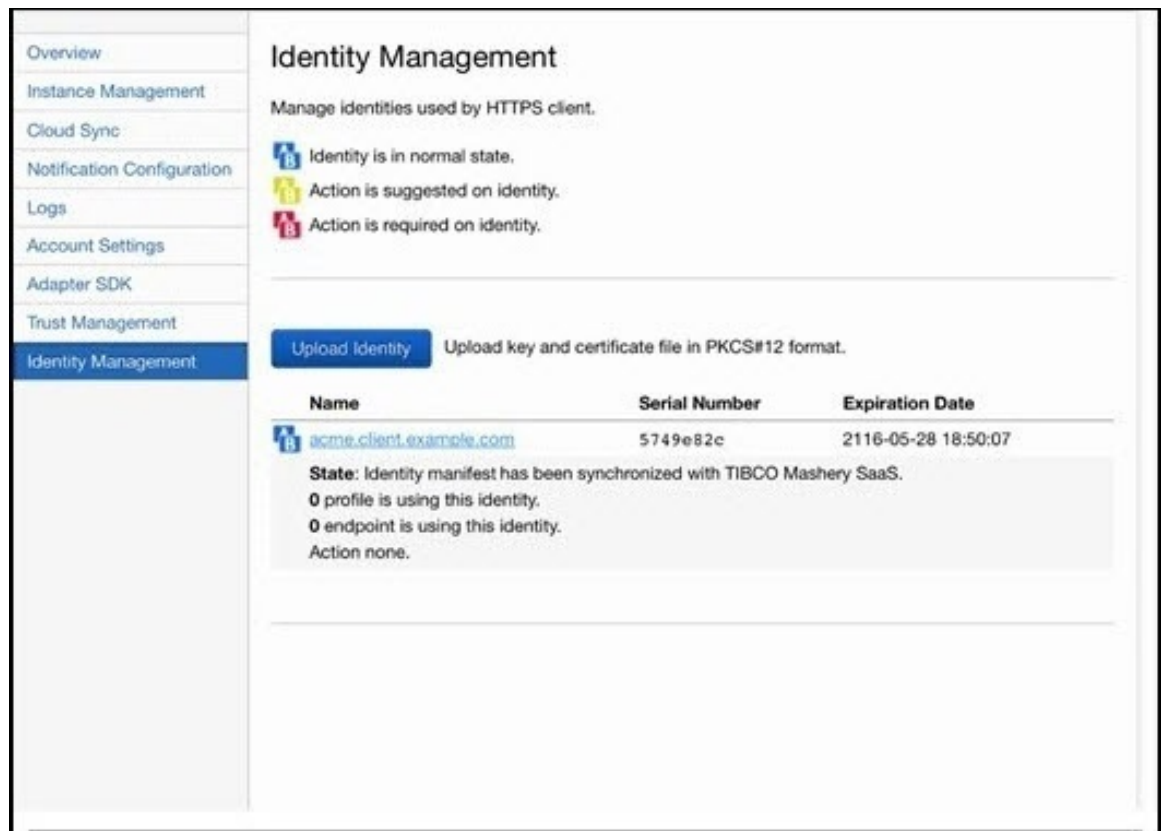 Overview
Instance Management
Cloud Sync
Notification Configuration
Logs
Account Settings
Adapter SDK
Trust Management
Identity Management
Identity Management
Manage identities used by HTTPS client.
A B Identity is in normal state.
A B Action is suggested on identity.
A B Action is required on identity.
Upload Identity Upload key and certificate file in PKCS#12 format.
Name Serial Number Expiration Date
A B acme.client.example.com 5749e82c 2116-05-28 18:50:07
State: Identity manifest has been synchronized with TIBCO Mashery SaaS.
0 profile is using this identity.
0 endpoint is using this identity.
Action none.